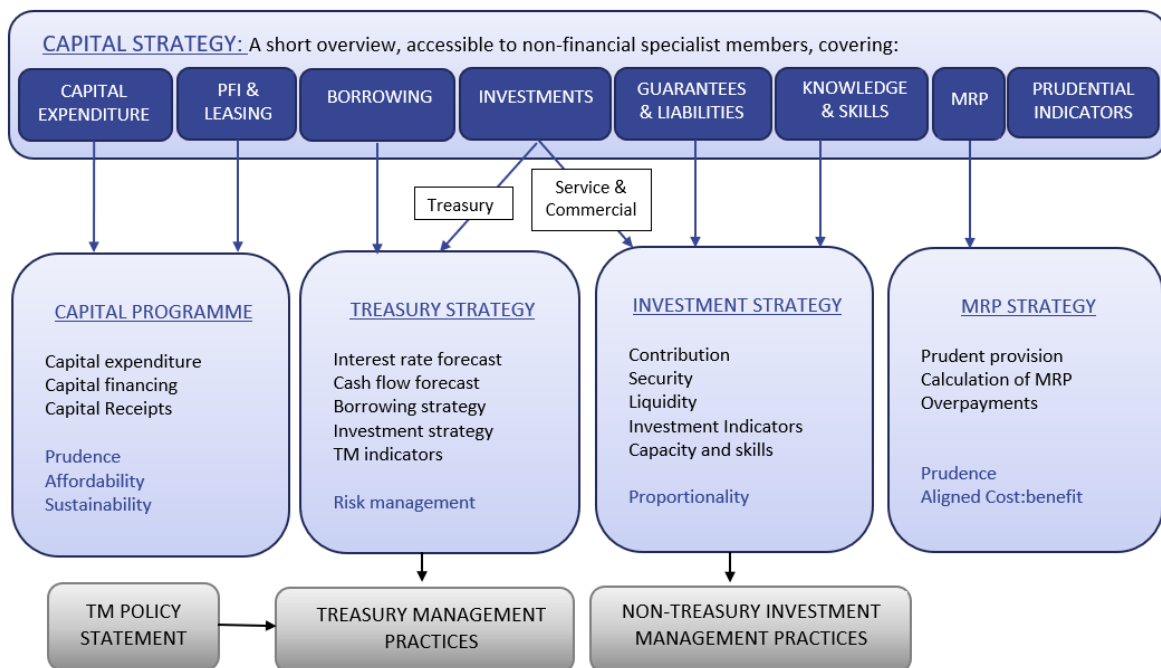 CAPITAL STRATEGY: A short overview, accessible to non-financial specialist members, covering:
CAPITAL
EXPENDITURE
PFI &
LEASING
BORROWING
INVESTMENTS
GUARANTEES
& LIABILITIES
KNOWLEDGE
& SKILLS
MRP
PRUDENTIAL
INDICATORS
Treasury
Service &
Commercial
CAPITAL PROGRAMME
Capital expenditure
Capital financing
Capital Receipts
Prudence
Affordability
Sustainability
TREASURY STRATEGY
Interest rate forecast
Cash flow forecast
Borrowing strategy
Investment strategy
TM indicators
Risk management
INVESTMENT STRATEGY
Contribution
Security
Liquidity
Investment Indicators
Capacity and skills
Proportionality
MRP STRATEGY
Prudent provision
Calculation of MRP
Overpayments
Prudence
Aligned Cost:benefit
TM POLICY
STATEMENT
TREASURY MANAGEMENT
PRACTICES
NON-TREASURY INVESTMENT
MANAGEMENT PRACTICES